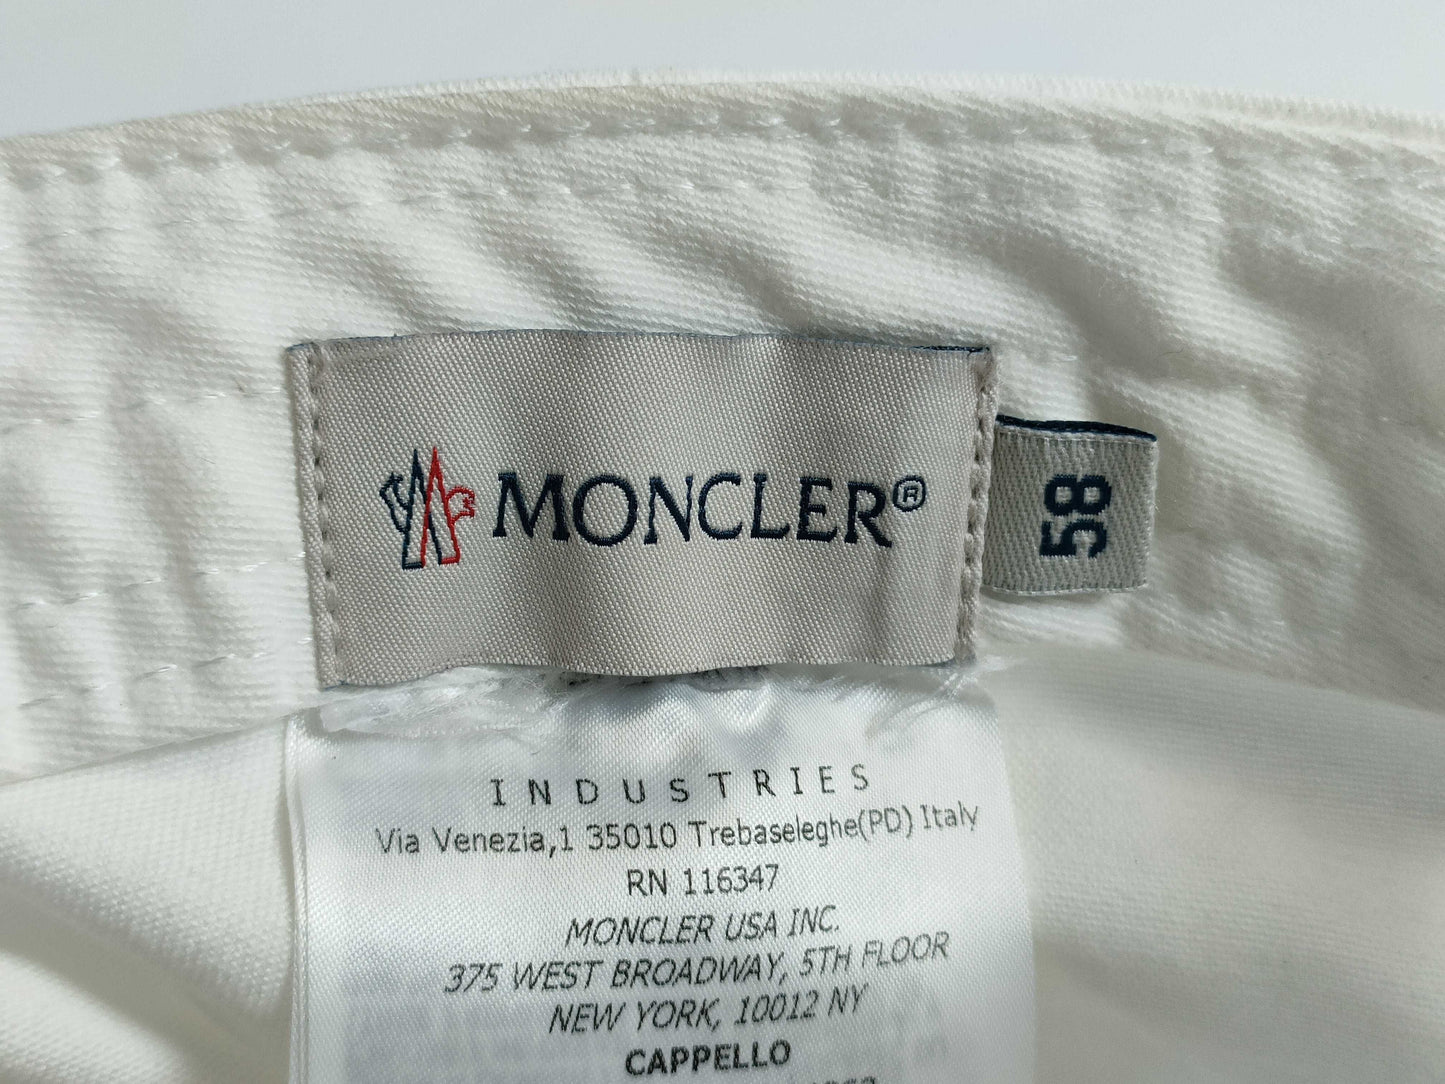 MONCLER®
58
INDUSTRIES
Via Venezia,1 35010 Trebaseleghe(PD) Italy
RN 116347
MONCLER USA INC.
375 WEST BROADWAY, 5TH FLOOR
NEW YORK, 10012 NY
CAPPELLO